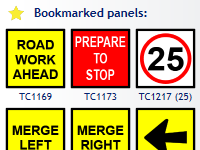 Bookmarked panels:
ROAD
WORK
AHEAD
PREPARE
TO
STOP
25
TC1169
TC1173
TC1217 (25)
MERGE
LEFT
MERGE
RIGHT